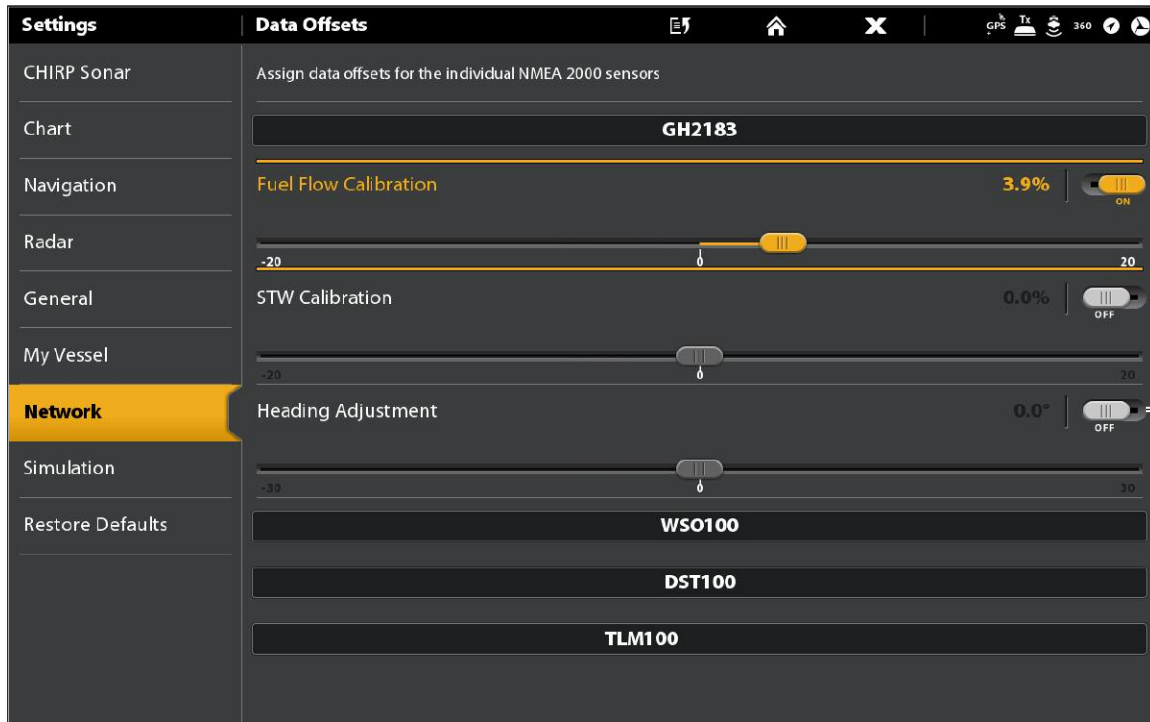 Settings
Data Offsets
GPS
Tx
360
CHIRP Sonar
Chart
Navigation
Radar
General
My Vessel
Network
Simulation
Restore Defaults
Assign data offsets for the individual NMEA 2000 sensors
GH2183
Fuel Flow Calibration
3.9%
ON
-20 0 20
STW Calibration
0.0%
OFF
-20 0 20
Heading Adjustment
0.0°
OFF
-30 0 30
WSO100
DST100
TLM100